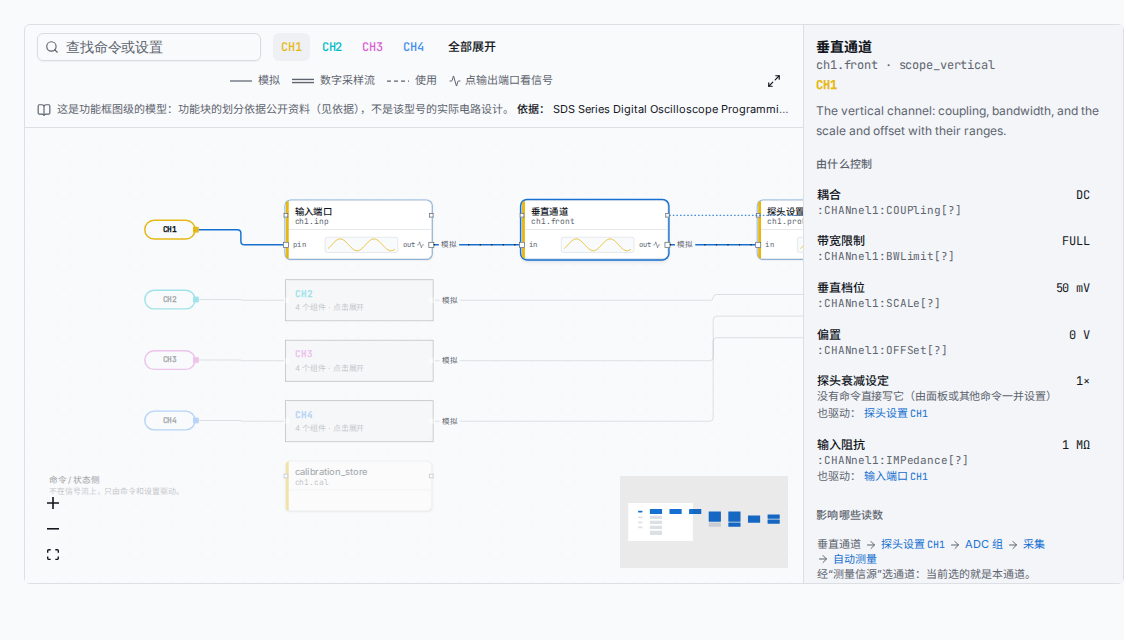 查找命令或设置
CH1 CH2 CH3 CH4 全部展开
模拟 数字采样流 使用 点输出端口看信号
这是功能框图级的模型：功能块的划分依据公开资料（见依据），不是该型号的实际电路设计。 依据： SDS Series Digital Oscilloscope Programmi...
CH1
输入端口
ch1.inp
pin out 模拟
垂直通道
ch1.front
in out 模拟
探头设置
in
CH2
CH2
4 个组件 · 点击展开
模拟
CH3
CH3
4 个组件 · 点击展开
模拟
CH4
CH4
4 个组件 · 点击展开
模拟
calibration_store
ch1.cal
命令 / 状态侧
不在信号流上，只由命令和设置驱动。
垂直通道
ch1.front · scope_vertical
CH1
The vertical channel: coupling, bandwidth, and the
scale and offset with their ranges.
由什么控制
耦合 DC
:CHANnel1:COUPling[?]
带宽限制 FULL
:CHANnel1:BWLimit[?]
垂直档位 50 mV
:CHANnel1:SCALe[?]
偏置 0 V
:CHANnel1:OFFSet[?]
探头衰减设定 1×
没有命令直接写它（由面板或其他命令一并设置）
也驱动： 探头设置 CH1
输入阻抗 1 MΩ
:CHANnel1:IMPedance[?]
也驱动： 输入端口 CH1
影响哪些读数
垂直通道 → 探头设置 CH1 → ADC 组 → 采集
→ 自动测量
经“测量信源”选通道：当前选的就是本通道。